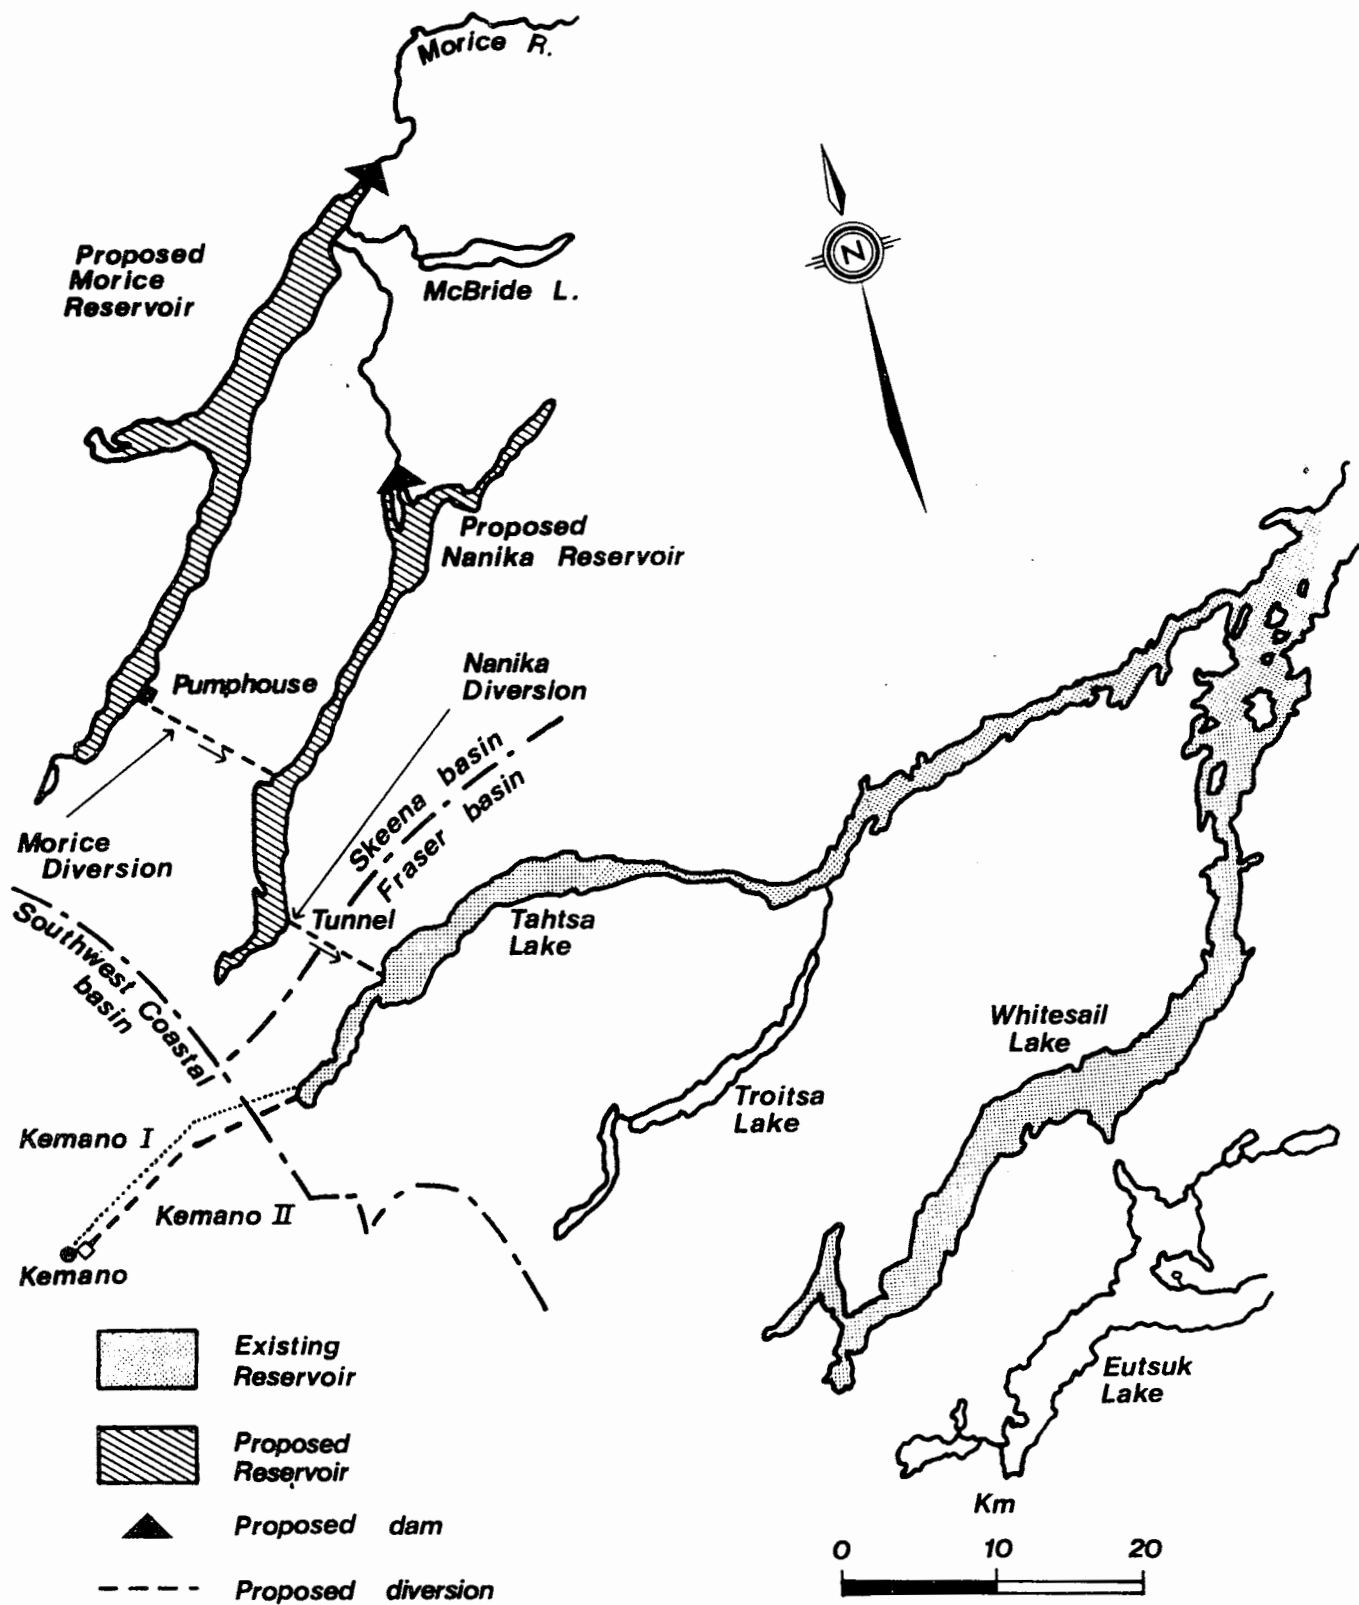 Morice R.
Proposed
Morice
Reservoir
McBride L.
N
Proposed
Nanika Reservoir
Pumphouse
Nanika
Diversion
Skeena basin
Fraser basin
Morice
Diversion
Tunnel
Tahtsa
Lake
Southwest Coastal
basin
Whitesail
Lake
Troitsa
Lake
Kemano I
Kemano II
Kemano
Existing
Reservoir
Eutsuk
Lake
Proposed
Reservoir
Km
Proposed dam
0 10 20
Proposed diversion